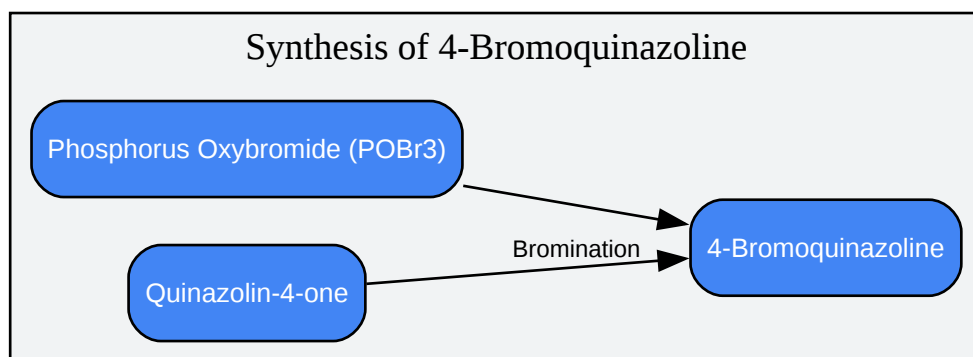 Synthesis of 4-Bromoquinazoline
Phosphorus Oxybromide (POBr3)
Bromination
4-Bromoquinazoline
Quinazolin-4-one